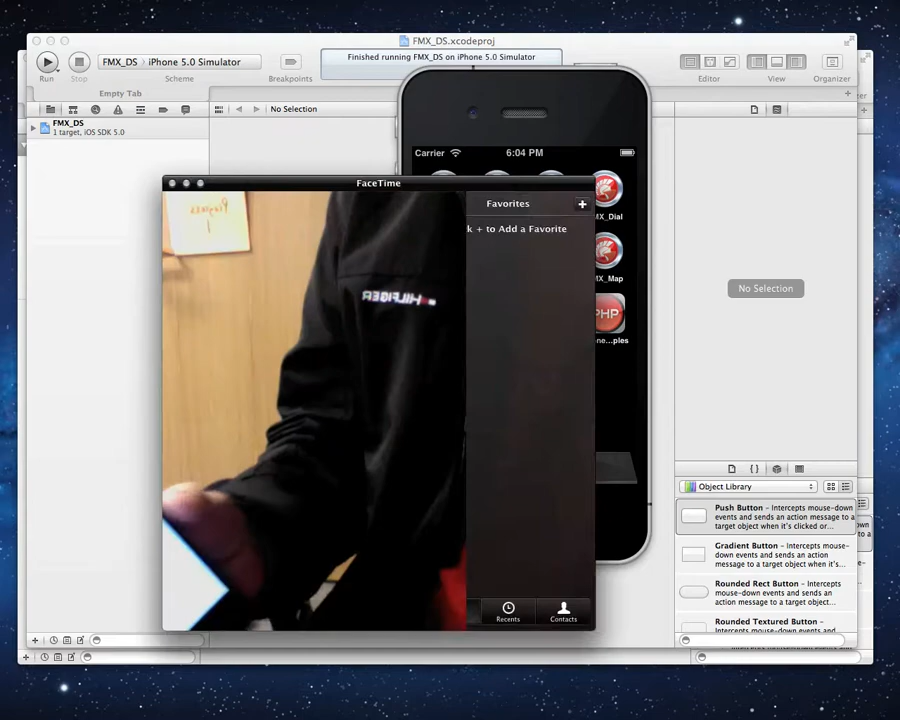 FMX_DS.xcodeproj
Run
Stop
FMX_DS
iPhone 5.0 Simulator
Scheme
Breakpoints
Finished running FMX_DS on iPhone 5.0 Simulator
Editor
View
Organizer
Empty Tab
No Selection
FMX_DS
1 target, iOS SDK 5.0
Carrier
6:04 PM
FaceTime
Favorites
+
k + to Add a Favorite
HILFIGER
Recents
Contacts
MX_Dial
MX_Map
PHP
ne...ples
No Selection
Object Library
Push Button – Intercepts mouse-down
events and sends an action message to a
target object when it's clicked or...
Gradient Button – Intercepts mouse-
down events and sends an action
message to a target object when it's...
Rounded Rect Button – Intercepts
mouse-down events and sends an
action message to a target object...
Rounded Textured Button –